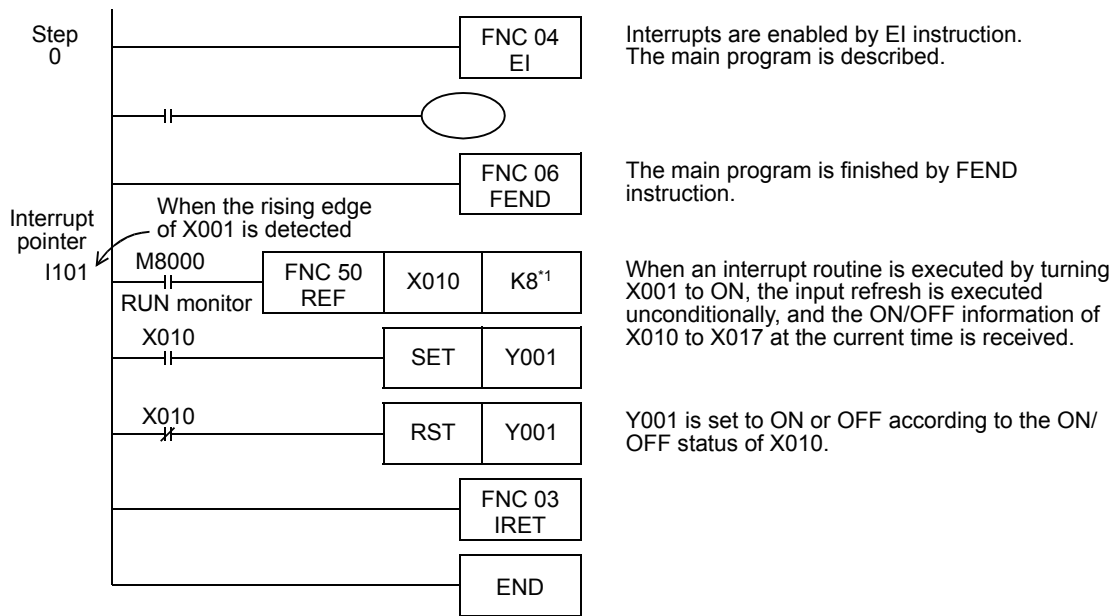 Step
0
FNC 04
EI
Interrupts are enabled by EI instruction.
The main program is described.
FNC 06
FEND
The main program is finished by FEND
instruction.
Interrupt
pointer
I101
When the rising edge
of X001 is detected
M8000
RUN monitor
FNC 50
REF
X010
K8*1
When an interrupt routine is executed by turning
X001 to ON, the input refresh is executed
unconditionally, and the ON/OFF information of
X010 to X017 at the current time is received.
X010
SET
Y001
X010
RST
Y001
Y001 is set to ON or OFF according to the ON/
OFF status of X010.
FNC 03
IRET
END